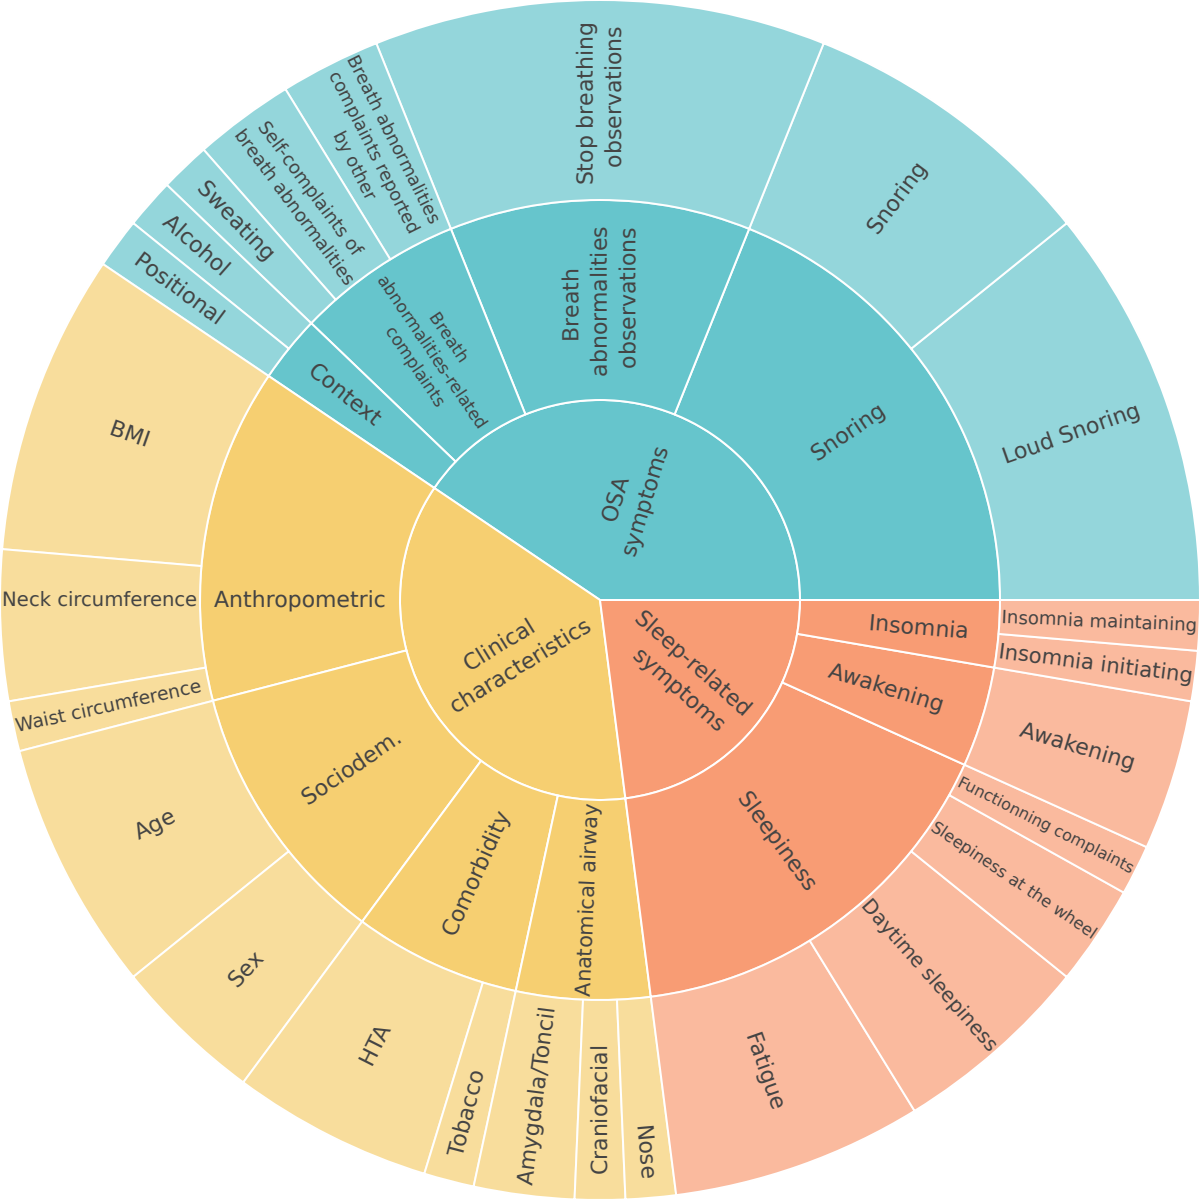 OSA
symptoms
Snoring
Snoring
Loud Snoring
Breath
abnormalities
observations
Stop breathing
observations
Breath
abnormalities-related
complaints
Breath abnormalities
complaints reported
by other
Self-complaints of
breath abnormalities
Sweating
Context
Alcohol
Positional
Clinical
characteristics
Anthropometric
BMI
Neck circumference
Waist circumference
Sociodem.
Age
Sex
Comorbidity
HTA
Tobacco
Anatomical airway
Amygdala/Toncil
Craniofacial
Nose
Sleep-related
symptoms
Sleepiness
Fatigue
Daytime sleepiness
Sleepiness at the wheel
Functionning complaints
Awakening
Awakening
Insomnia
Insomnia initiating
Insomnia maintaining